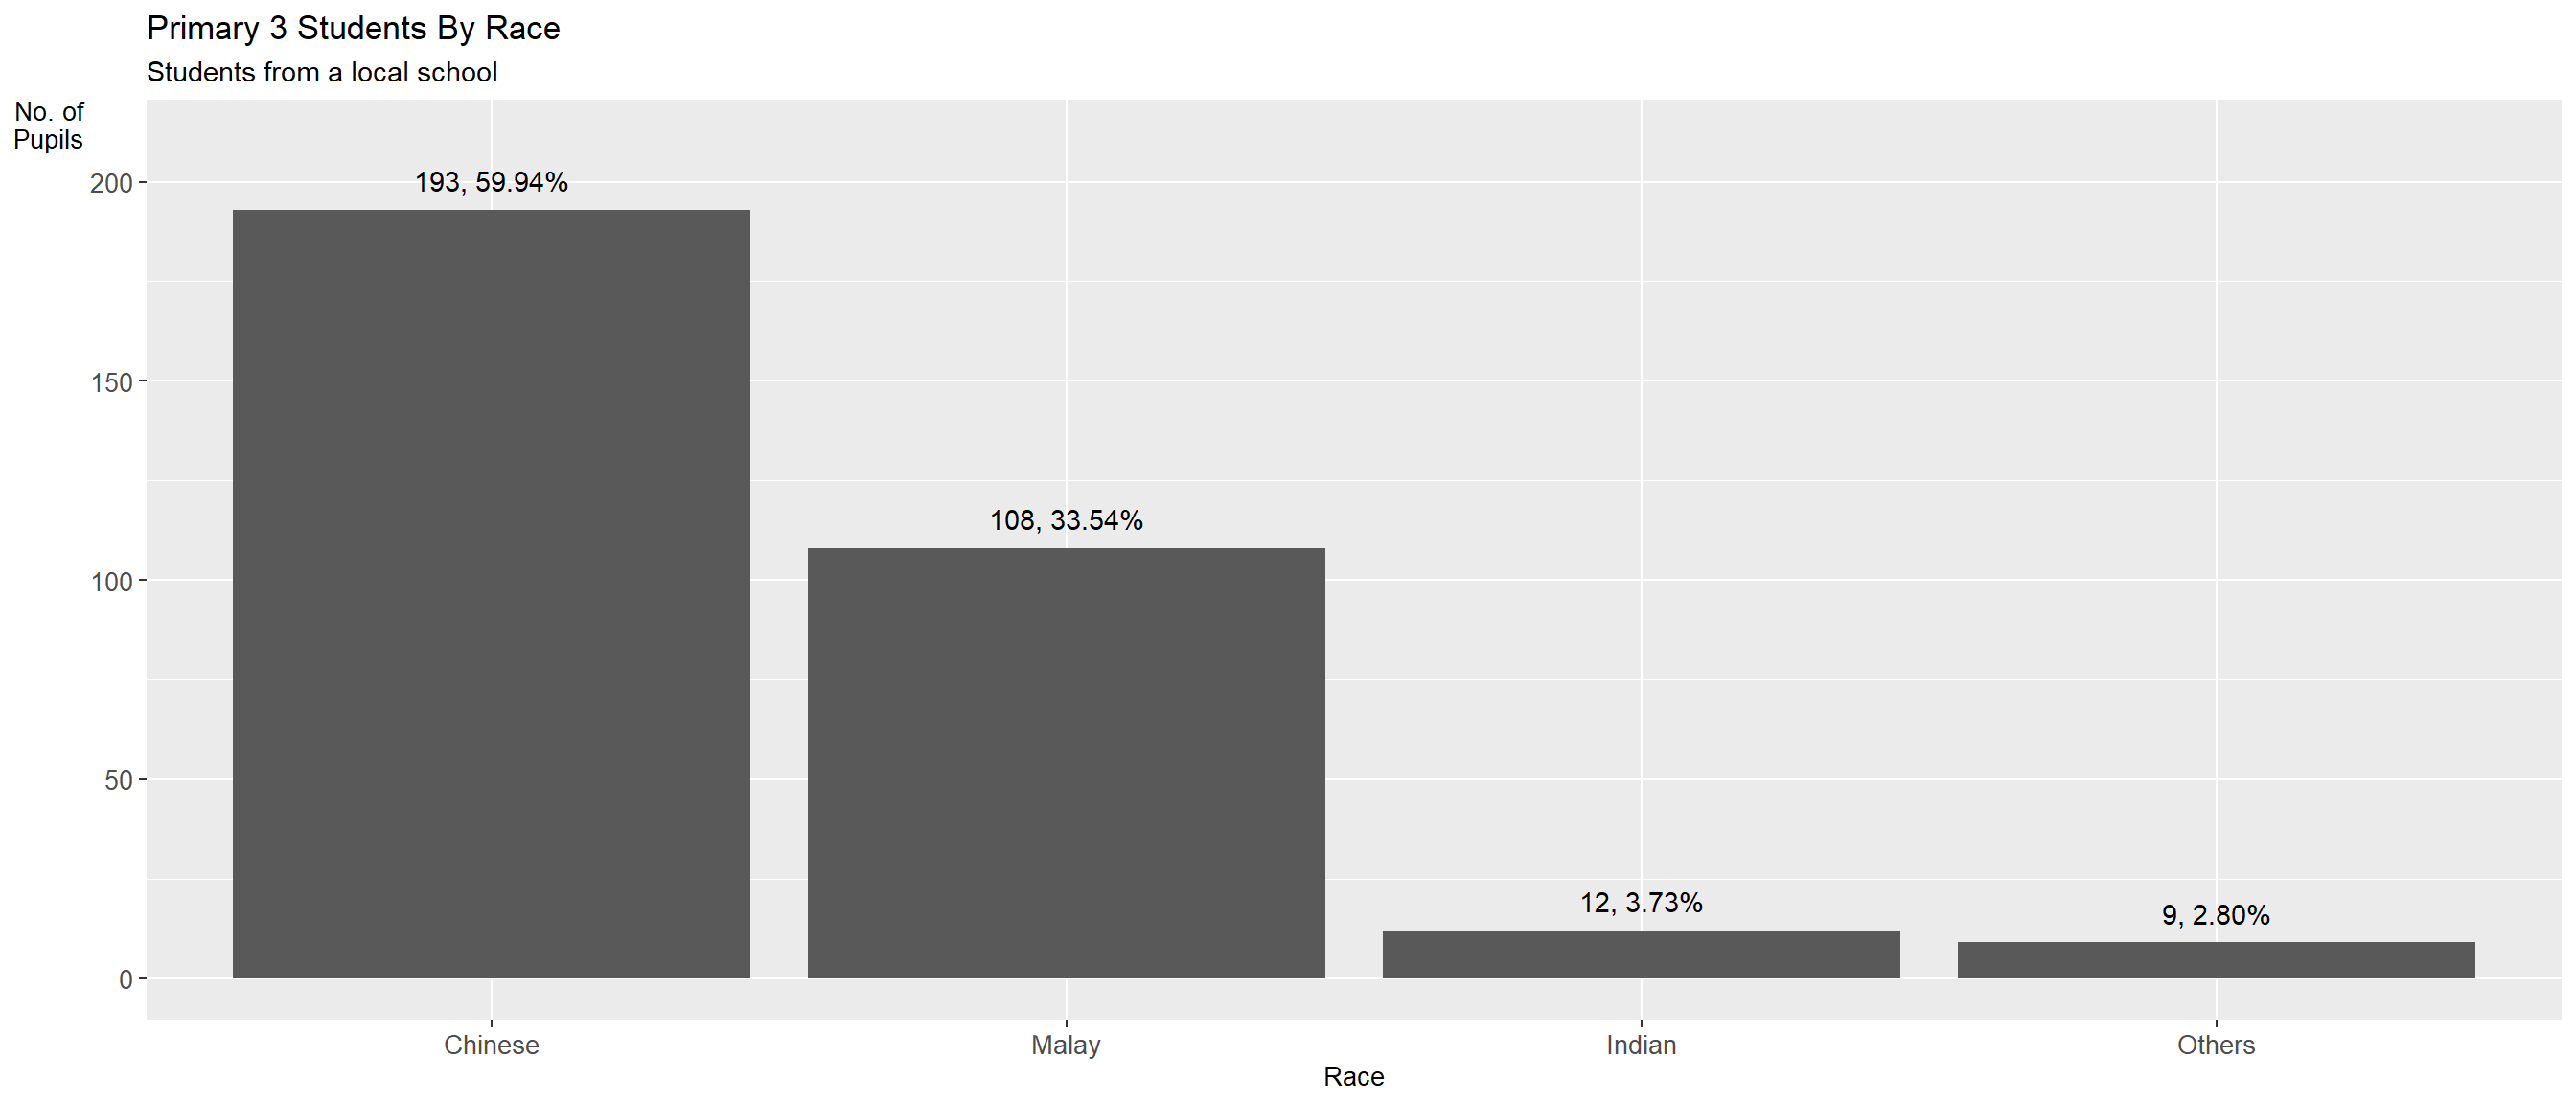 Primary 3 Students By Race
Students from a local school
No. of
Pupils
200
150
100
50
0
193, 59.94%
108, 33.54%
12, 3.73%
9, 2.80%
Chinese
Malay
Indian
Others
Race